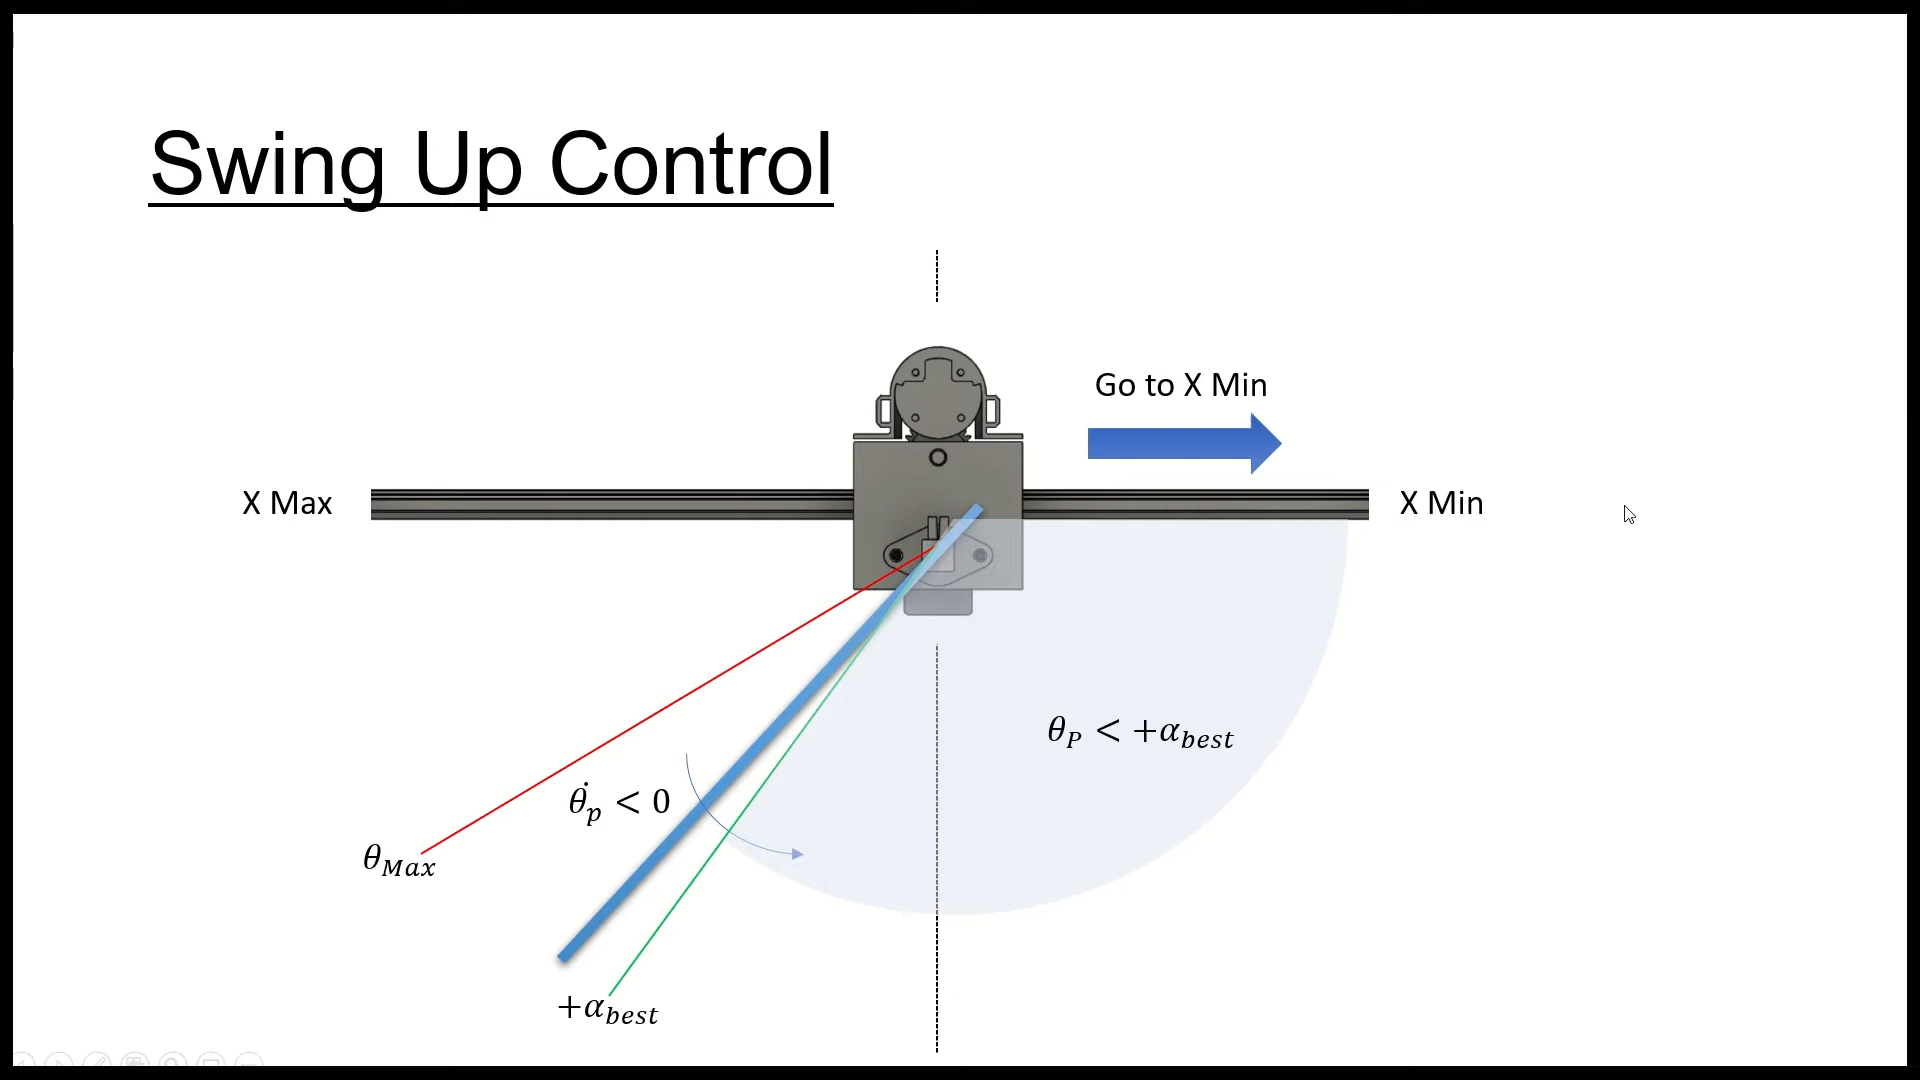 Swing Up Control
Go to X Min
X Max
X Min
θ_P < +α_best
θ̇_p < 0
θ_Max
+α_best